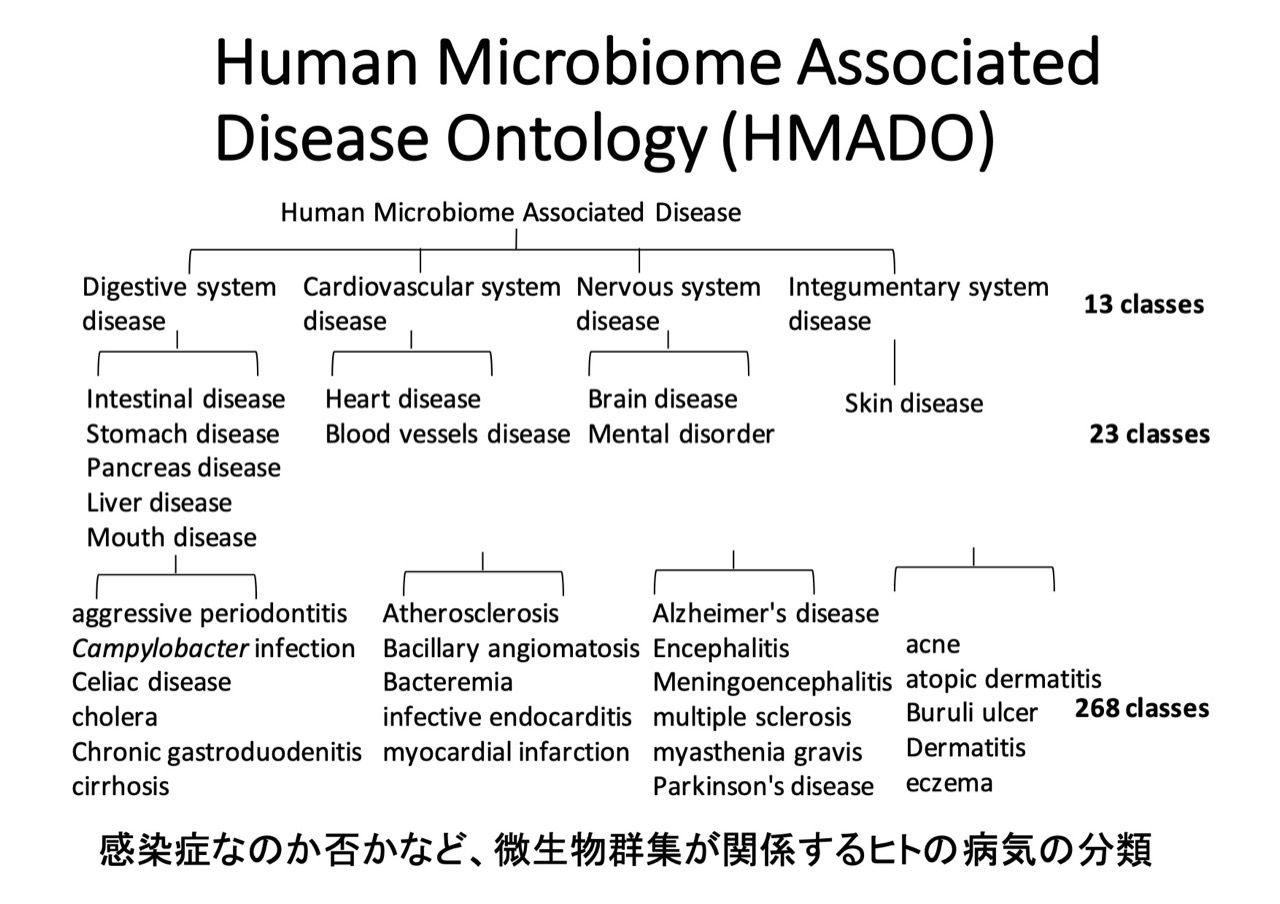 Human Microbiome Associated
Disease Ontology (HMADO)
Human Microbiome Associated Disease
Digestive system
disease
Cardiovascular system
disease
Nervous system
disease
Integumentary system
disease
13 classes
Intestinal disease
Stomach disease
Pancreas disease
Liver disease
Mouth disease
Heart disease
Blood vessels disease
Brain disease
Mental disorder
Skin disease
23 classes
aggressive periodontitis
Campylobacter infection
Celiac disease
cholera
Chronic gastroduodenitis
cirrhosis
Atherosclerosis
Bacillary angiomatosis
Bacteremia
infective endocarditis
myocardial infarction
Alzheimer's disease
Encephalitis
Meningoencephalitis
multiple sclerosis
myasthenia gravis
Parkinson's disease
acne
atopic dermatitis
Buruli ulcer
Dermatitis
eczema
268 classes
感染症なのか否かなど、微生物群集が関係するヒトの病気の分類